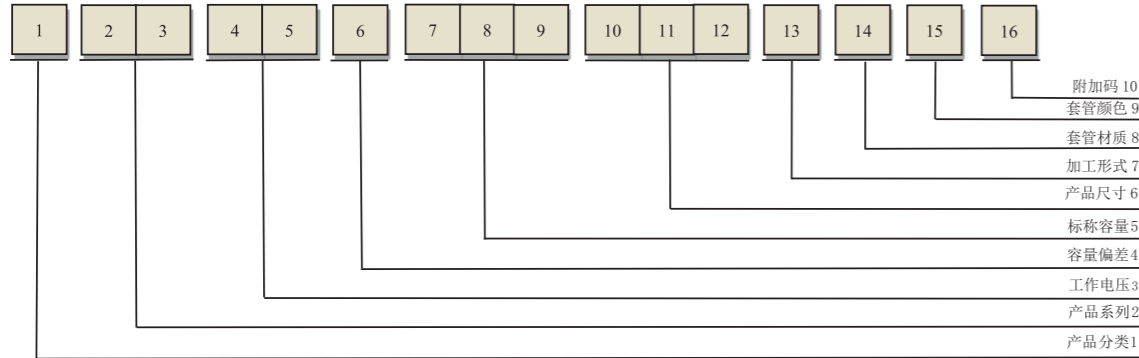 1 2 3 4 5 6 7 8 9 10 11 12 13 14 15 16
附加码 10
套管颜色 9
套管材质 8
加工形式 7
产品尺寸 6
标称容量5
容量偏差4
工作电压3
产品系列2
产品分类1